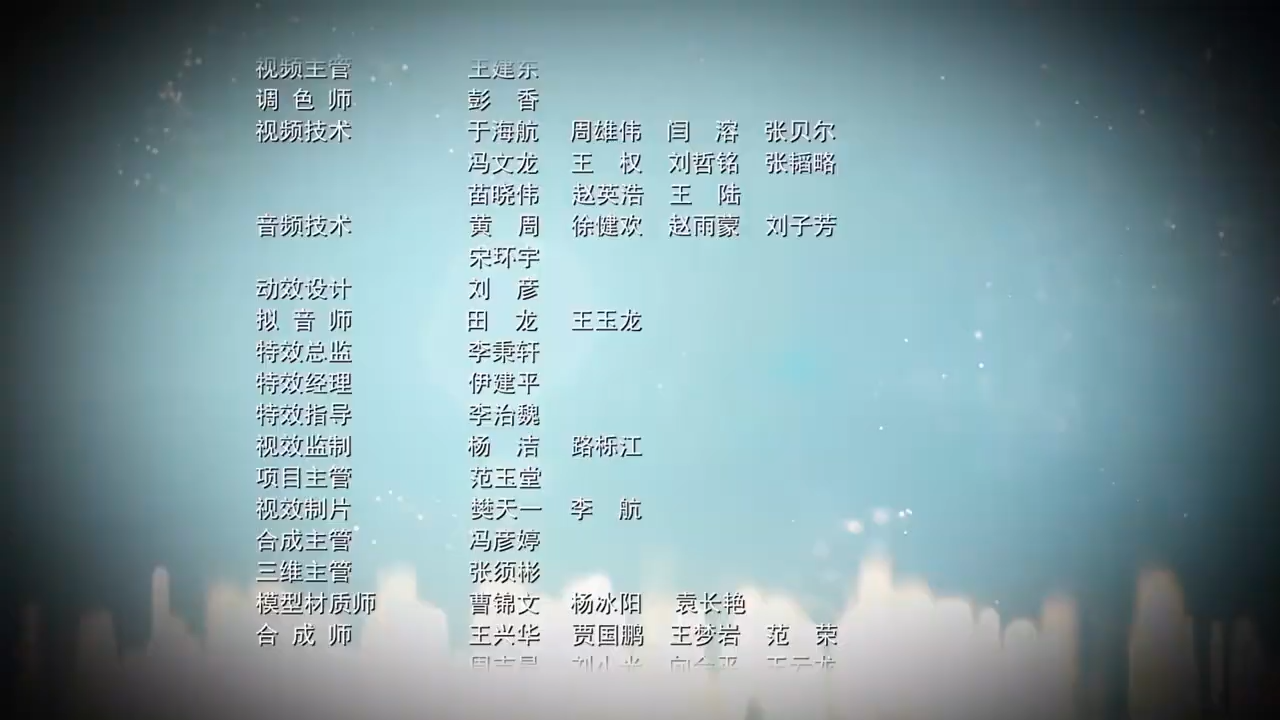 视频主管 王建东
调色师 彭香
视频技术 于海航 周雄伟 闫溶 张贝尔
冯文龙 王权 刘哲铭 张韬略
苗晓伟 赵英浩 王陆
音频技术 黄周 徐健欢 赵雨蒙 刘子芳
宋环宇
动效设计 刘彦
拟音师 田龙 王玉龙
特效总监 李秉轩
特效经理 伊建平
特效指导 李治魏
视效监制 杨洁 路栎江
项目主管 范玉堂
视效制片 樊天一 李航
合成主管 冯彦婷
三维主管 张须彬
模型材质师 曹锦文 杨冰阳 袁长艳
合成师 王兴华 贾国鹏 王梦岩 范荣